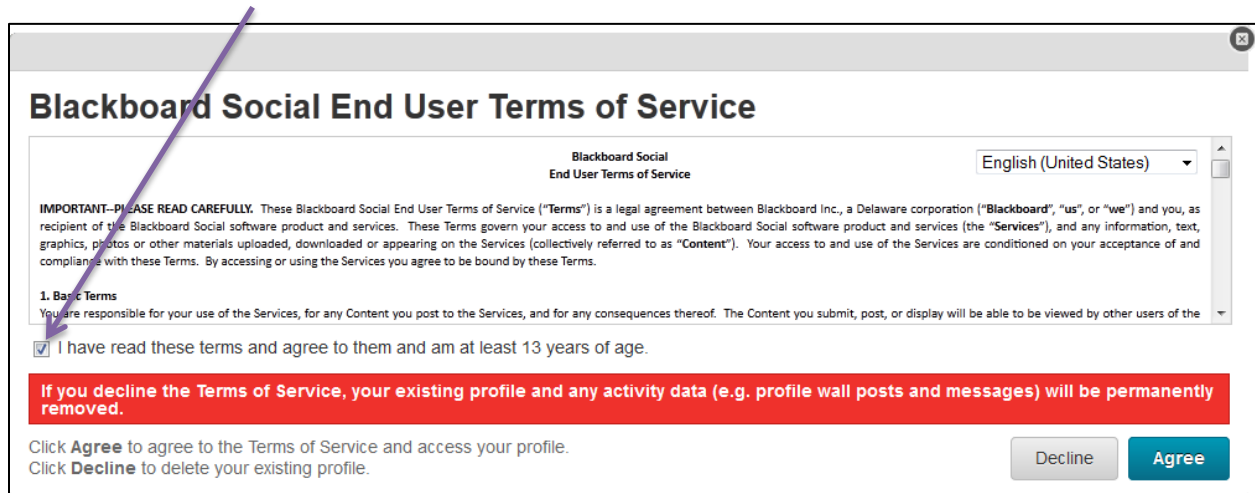 Blackboard Social End User Terms of Service
Blackboard Social
End User Terms of Service
English (United States)
IMPORTANT--PLEASE READ CAREFULLY. These Blackboard Social End User Terms of Service ("Terms") is a legal agreement between Blackboard Inc., a Delaware corporation ("Blackboard", "us", or "we") and you, as
recipient of the Blackboard Social software product and services. These Terms govern your access to and use of the Blackboard Social software product and services (the "Services"), and any information, text,
graphics, photos or other materials uploaded, downloaded or appearing on the Services (collectively referred to as "Content"). Your access to and use of the Services are conditioned on your acceptance of and
compliance with these Terms. By accessing or using the Services you agree to be bound by these Terms.
1. Basic Terms
You are responsible for your use of the Services, for any Content you post to the Services, and for any consequences thereof. The Content you submit, post, or display will be able to be viewed by other users of the
I have read these terms and agree to them and am at least 13 years of age.
If you decline the Terms of Service, your existing profile and any activity data (e.g. profile wall posts and messages) will be permanently
removed.
Click Agree to agree to the Terms of Service and access your profile.
Click Decline to delete your existing profile.
Decline
Agree